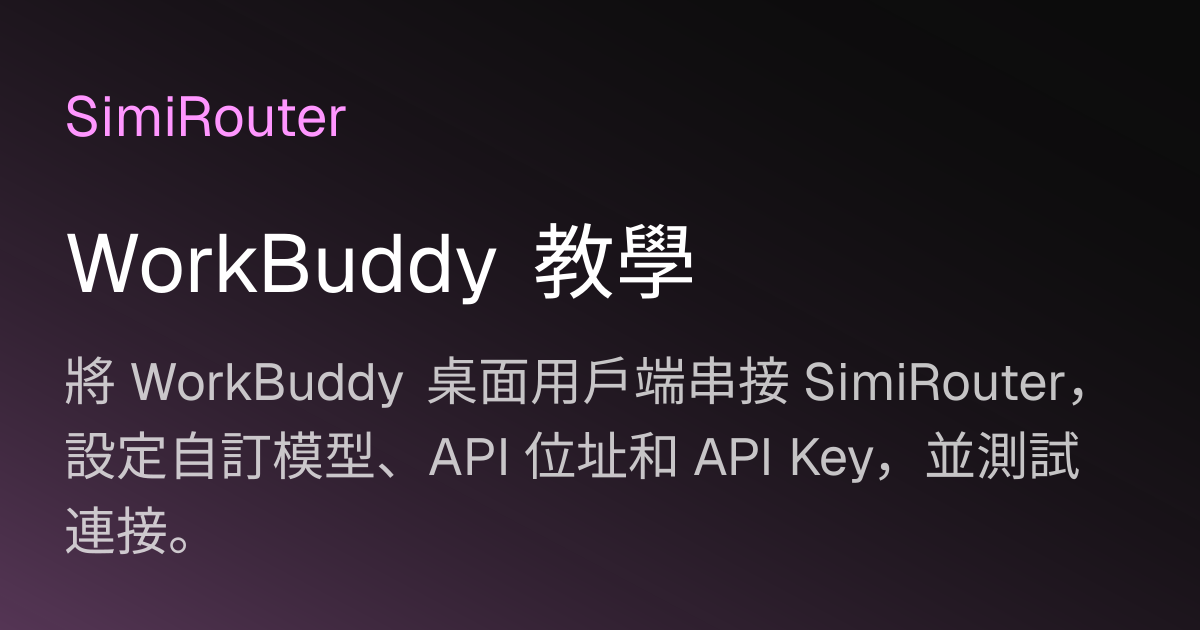 SimiRouter
WorkBuddy 教學
將 WorkBuddy 桌面用戶端串接 SimiRouter，
設定自訂模型、API 位址和 API Key，並測試
連接。